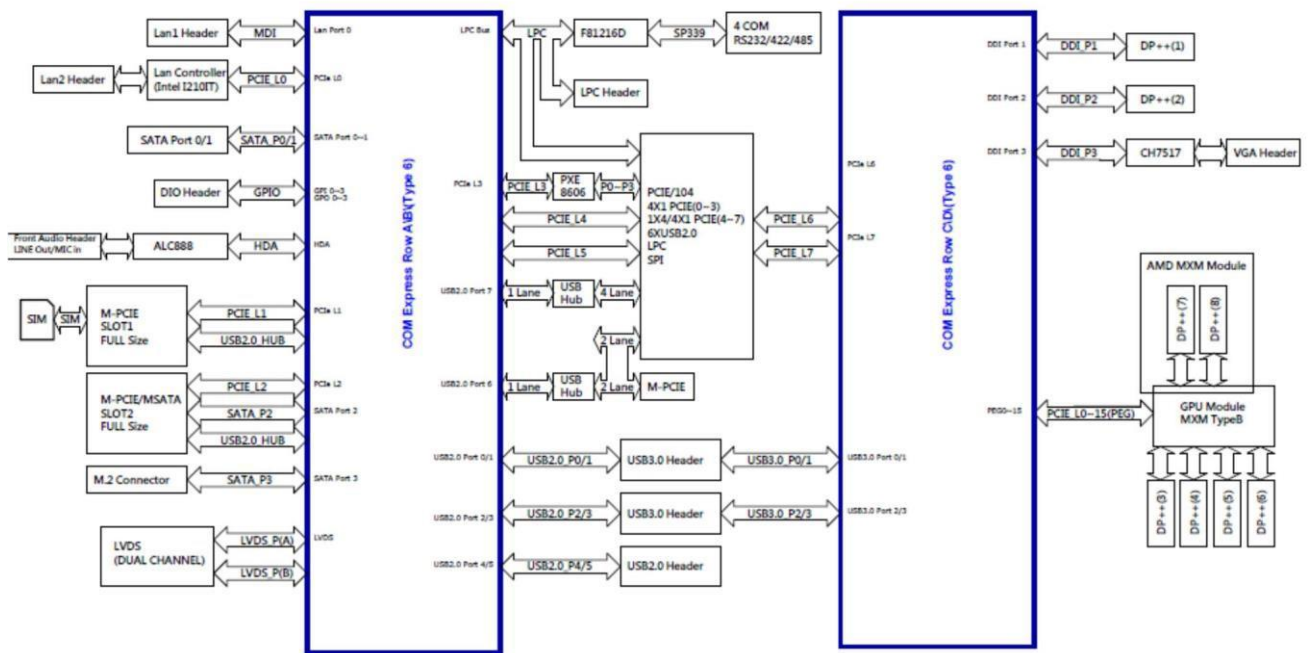 Lan1 Header
MDI
Lan Port 0
Lan2 Header
Lan Controller
(Intel I210IT)
PCIE_L0
PCIe L0
SATA Port 0/1
SATA_P0/1
SATA Port 0~1
DIO Header
GPIO
GPI 0~3
GPO 0~3
Front Audio Header
LINE Out/MIC in
ALC888
HDA
HDA
SIM
SIM
M-PCIE
SLOT1
FULL Size
PCIE_L1
PCIe L1
USB2.0_HUB
M-PCIE/MSATA
SLOT2
FULL Size
PCIE_L2
PCIe L2
SATA_P2
SATA Port 2
USB2.0_HUB
M.2 Connector
SATA_P3
SATA Port 3
LVDS
(DUAL CHANNEL)
LVDS_P(A)
LVDS
LVDS_P(B)
COM Express Row A\B\(Type 6)
LPC Bus
LPC
F81216D
SP339
4 COM
RS232/422/485
LPC Header
PCIe L3
PCIE_L3
PXE
8606
P0~P3
PCIE_L4
PCIE_L5
PCIE/104
4X1 PCIE(0~3)
1X4/4X1 PCIE(4~7)
6XUSB2.0
LPC
SPI
PCIE_L6
PCIE_L7
USB2.0 Port 7
1 Lane
USB
Hub
4 Lane
2 Lane
USB2.0 Port 6
1 Lane
USB
Hub
2 Lane
M-PCIE
USB2.0 Port 0/1
USB2.0_P0/1
USB3.0 Header
USB3.0_P0/1
USB3.0 Port 0/1
USB2.0 Port 2/3
USB2.0_P2/3
USB3.0 Header
USB3.0_P2/3
USB3.0 Port 2/3
USB2.0 Port 4/5
USB2.0_P4/5
USB2.0 Header
COM Express Row C\D\(Type 6)
PCIe L6
PCIe L7
DDI Port 1
DDI_P1
DP++(1)
DDI Port 2
DDI_P2
DP++(2)
DDI Port 3
DDI_P3
CH7517
VGA Header
AMD MXM Module
DP++(7)
DP++(8)
PEG0~15
PCIE_L0~15(PEG)
GPU Module
MXM TypeB
DP++(3)
DP++(4)
DP++(5)
DP++(6)